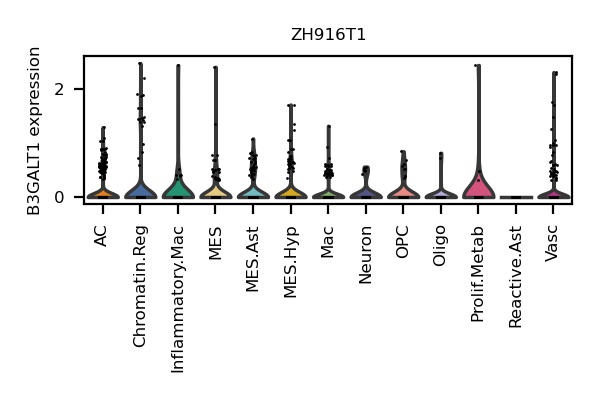 ZH916T1
B3GALT1 expression
2
0
AC
Chromatin.Reg
Inflammatory.Mac
MES
MES.Ast
MES.Hyp
Mac
Neuron
OPC
Oligo
Prolif.Metab
Reactive.Ast
Vasc